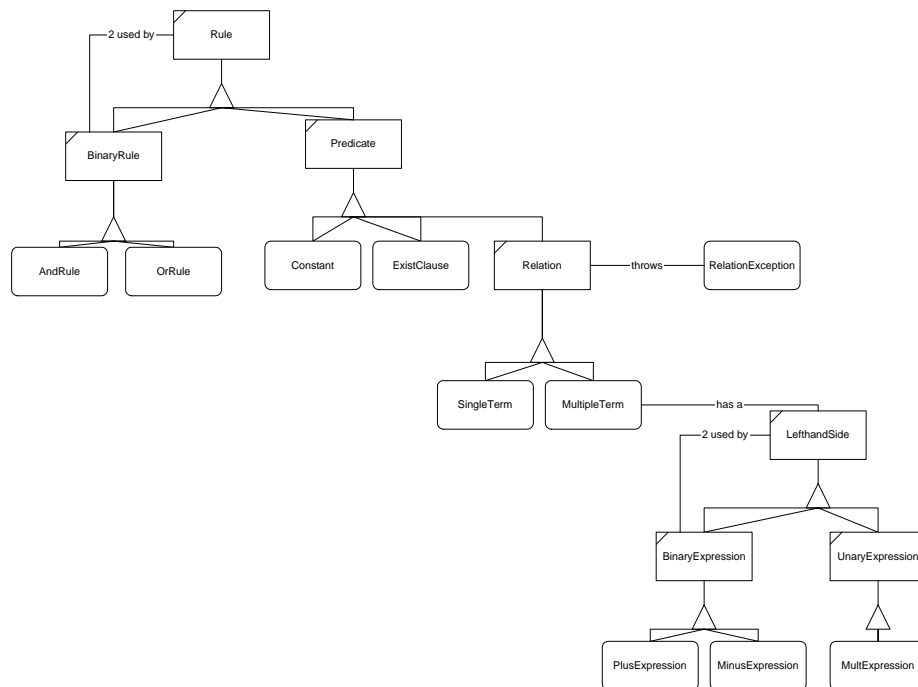 Rule
2 used by
BinaryRule
Predicate
AndRule
OrRule
Constant
ExistClause
Relation
throws
RelationException
SingleTerm
MultipleTerm
has a
LefthandSide
2 used by
BinaryExpression
UnaryExpression
PlusExpression
MinusExpression
MultExpression